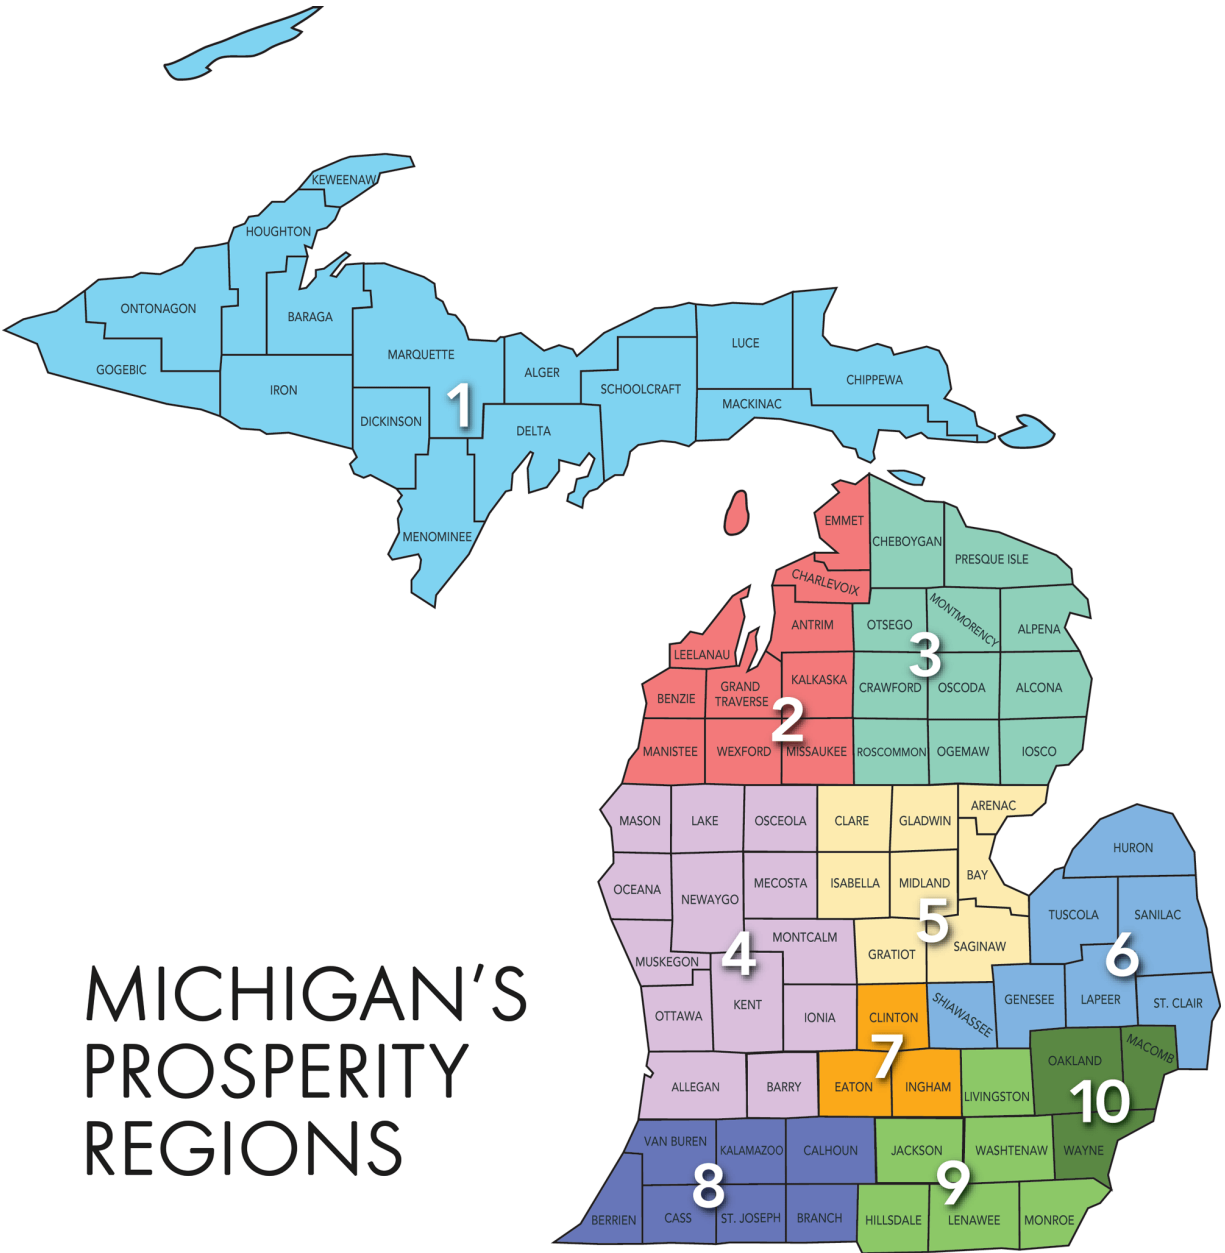 KEWEENAW
HOUGHTON
ONTONAGON
BARAGA
GOGEBIC
IRON
MARQUETTE
DICKINSON
1
ALGER
DELTA
MENOMINEE
SCHOOLCRAFT
LUCE
CHIPPEWA
MACKINAC
EMMET
CHEBOYGAN
PRESQUE ISLE
CHARLEVOIX
ANTRIM
OTSEGO
MONTMORENCY
ALPENA
3
LEELANAU
BENZIE
GRAND
TRAVERSE
KALKASKA
CRAWFORD
OSCODA
ALCONA
2
MANISTEE
WEXFORD
MISSAUKEE
ROSCOMMON
OGEMAW
IOSCO
MASON
LAKE
OSCEOLA
CLARE
GLADWIN
ARENAC
HURON
OCEANA
NEWAYGO
MECOSTA
ISABELLA
MIDLAND
BAY
TUSCOLA
SANILAC
5
MUSKEGON
4
MONTCALM
GRATIOT
SAGINAW
6
OTTAWA
KENT
IONIA
CLINTON
SHIAWASSEE
GENESEE
LAPEER
ST. CLAIR
7
ALLEGAN
BARRY
EATON
INGHAM
LIVINGSTON
OAKLAND
MACOMB
10
VAN BUREN
KALAMAZOO
CALHOUN
JACKSON
WASHTENAW
WAYNE
8
9
BERRIEN
CASS
ST. JOSEPH
BRANCH
HILLSDALE
LENAWEE
MONROE
MICHIGAN'S
PROSPERITY
REGIONS